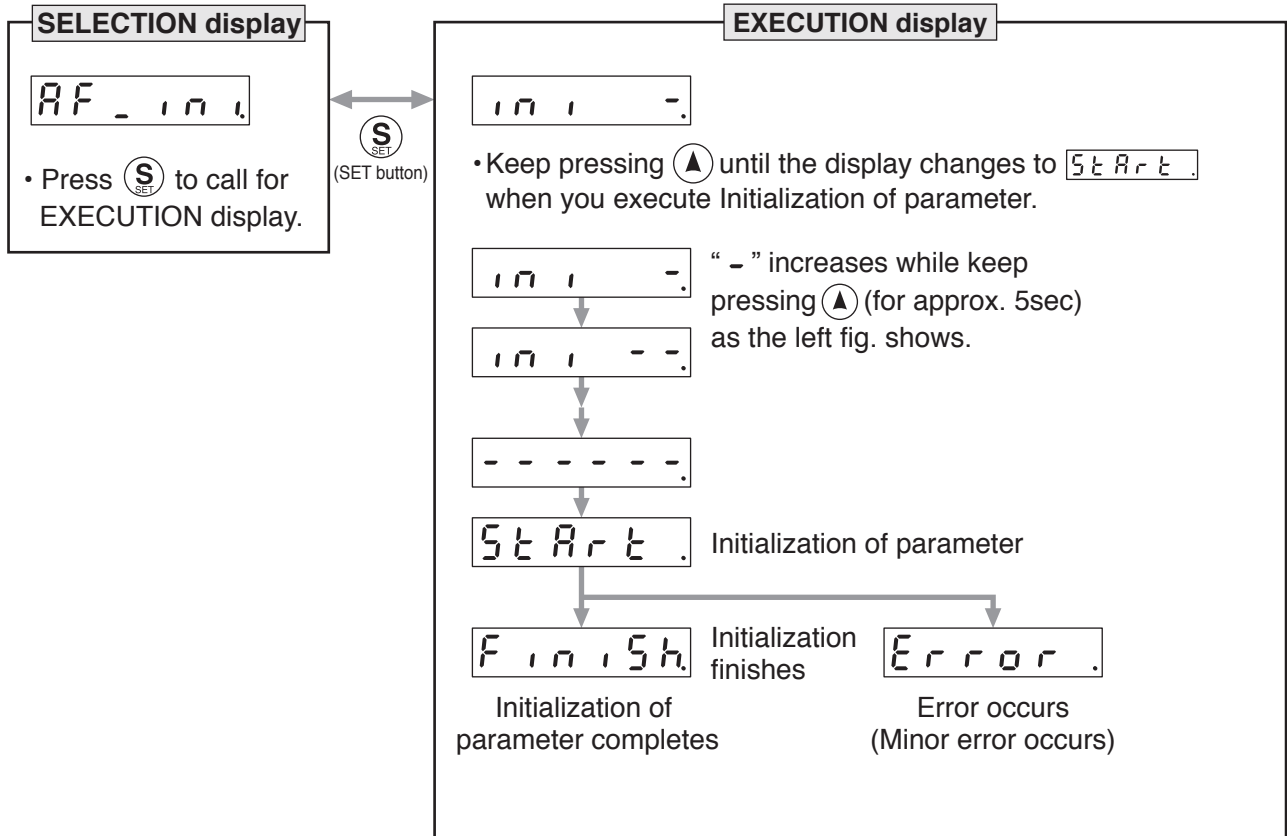 SELECTION display
AF_ini.
• Press S SET to call for
EXECUTION display.
S SET
(SET button)
EXECUTION display
ini -.
• Keep pressing ▲ until the display changes to StArt .
when you execute Initialization of parameter.
ini -.
ini --.
------.
“ – ” increases while keep
pressing ▲ (for approx. 5sec)
as the left fig. shows.
StArt . Initialization of parameter
FiniSh. Initialization
finishes
Error .
Initialization of
parameter completes
Error occurs
(Minor error occurs)